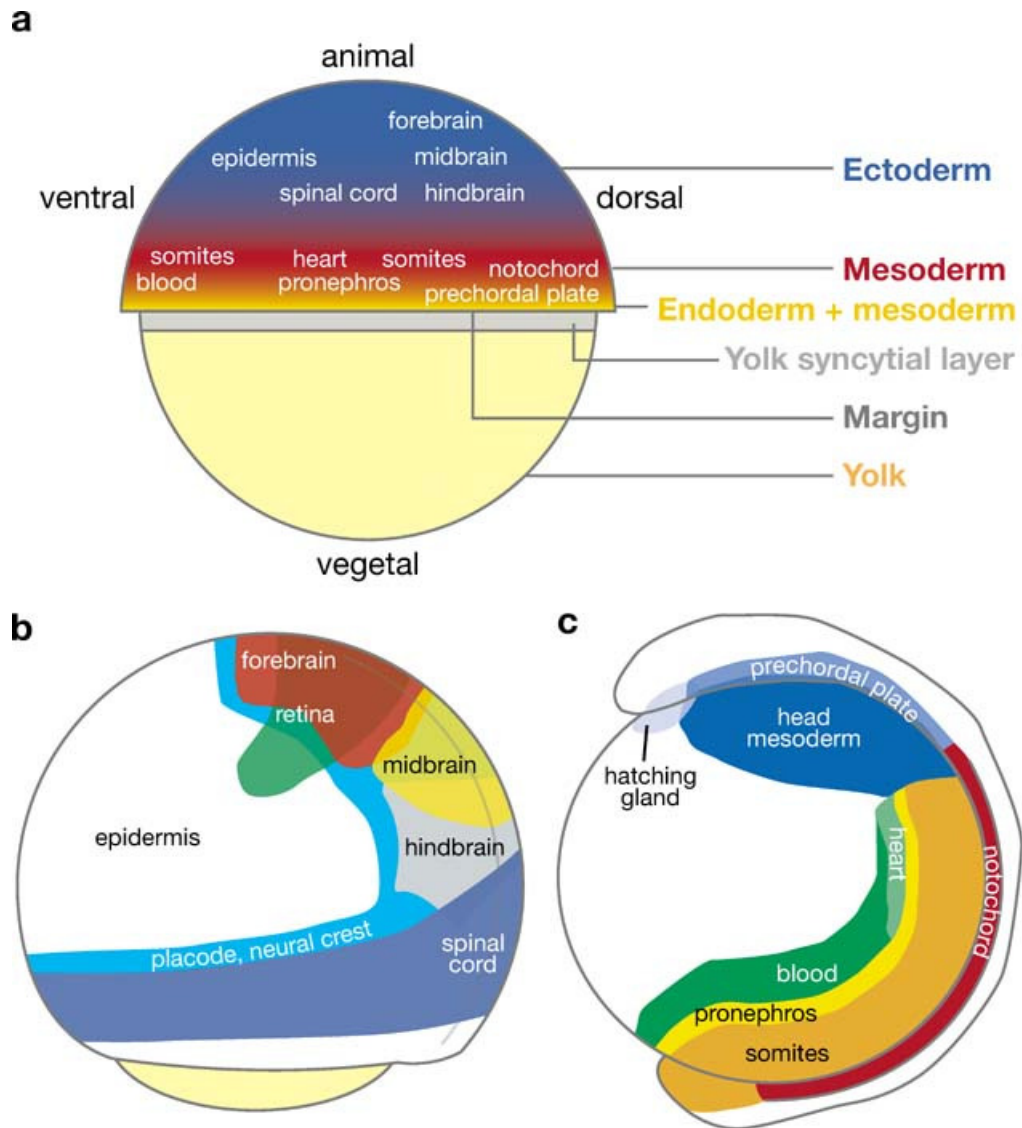 a
animal
forebrain
epidermis
midbrain
Ectoderm
ventral
spinal cord
hindbrain
dorsal
somites
heart
somites
notochord
Mesoderm
blood
pronephros
prechordal plate
Endoderm + mesoderm
Yolk syncytial layer
Margin
Yolk
vegetal
b
forebrain
retina
midbrain
epidermis
hindbrain
placode, neural crest
spinal
cord
c
prechordal plate
head
mesoderm
hatching
gland
heart
notochord
blood
pronephros
somites